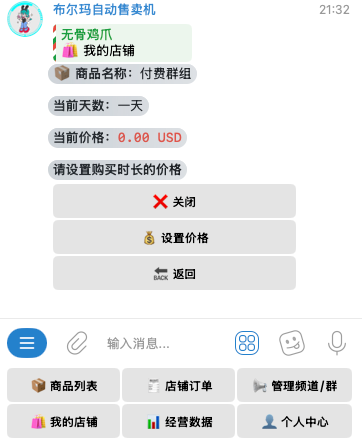 布尔玛自动售卖机
21:32
无骨鸡爪
🛍 我的店铺
📦 商品名称：付费群组
当前天数：一天
当前价格：0.00 USD
请设置购买时长的价格
❌ 关闭
💰 设置价格
🔙 返回
输入消息...
📦 商品列表
🧾 店铺订单
📢 管理频道/群
🛍 我的店铺
📊 经营数据
👤 个人中心